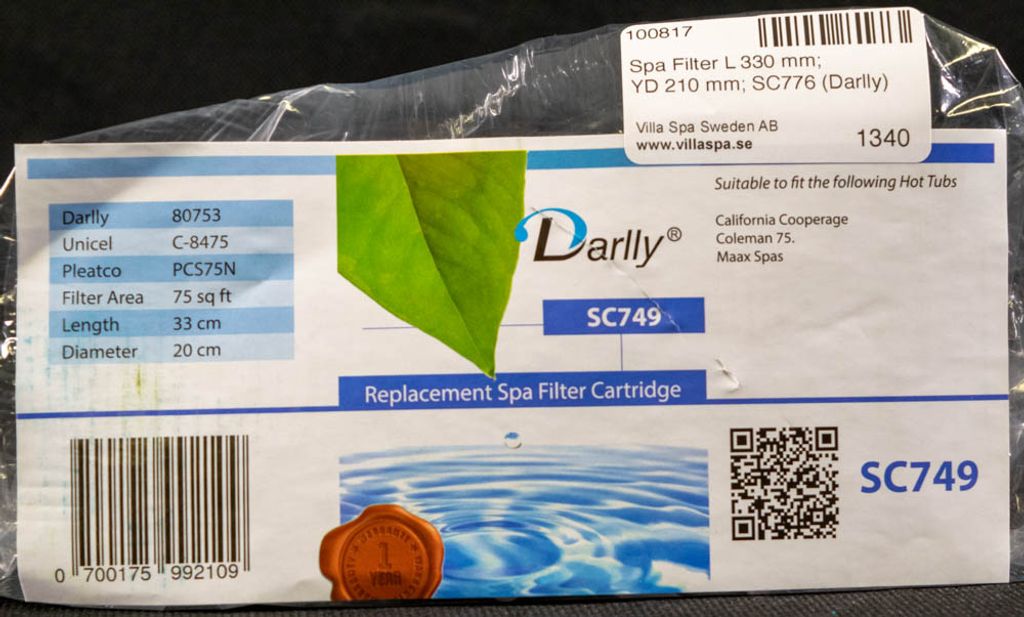 100817
Spa Filter L 330 mm;
YD 210 mm; SC776 (Darlly)
Villa Spa Sweden AB
www.villaspa.se 1340
Darlly 80753
Unicel C-8475
Pleatco PCS75N
Filter Area 75 sq ft
Length 33 cm
Diameter 20 cm
Darlly®
SC749
Replacement Spa Filter Cartridge
Suitable to fit the following Hot Tubs
California Cooperage
Coleman 75.
Maax Spas
0 700175 992109
1
YEAR
SC749